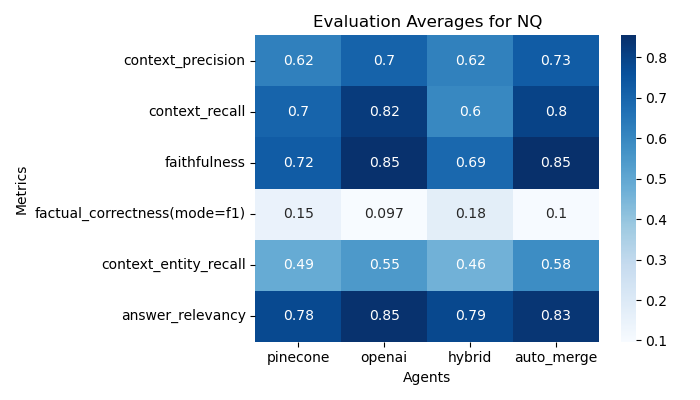 Evaluation Averages for NQ
Metrics
context_precision 0.62 0.7 0.62 0.73
context_recall 0.7 0.82 0.6 0.8
faithfulness 0.72 0.85 0.69 0.85
factual_correctness(mode=f1) 0.15 0.097 0.18 0.1
context_entity_recall 0.49 0.55 0.46 0.58
answer_relevancy 0.78 0.85 0.79 0.83
pinecone openai hybrid auto_merge
Agents
0.8
0.7
0.6
0.5
0.4
0.3
0.2
0.1